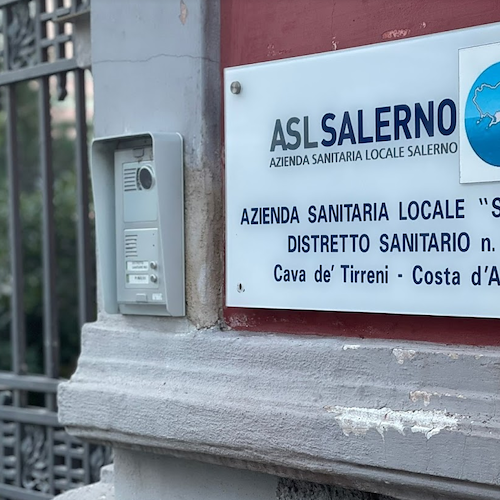 ASL SALERNO
AZIENDA SANITARIA LOCALE SALERNO
AZIENDA SANITARIA LOCALE "S
DISTRETTO SANITARIO n.
Cava de' Tirreni - Costa d'A